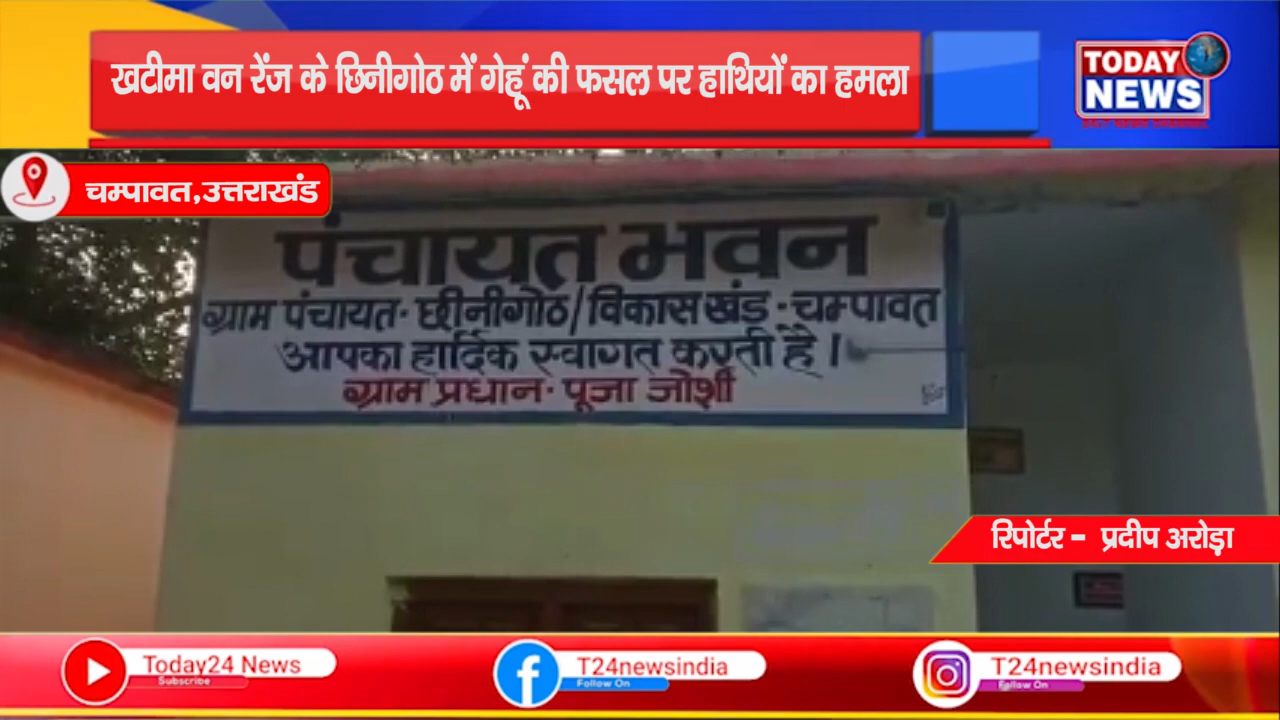 खटीमा वन रेंज के छिनीगोठ में गेहूं की फसल पर हाथियों का हमला
TODAY
NEWS
चम्पावत,उत्तराखंड
पंचायत भवन
ग्राम पंचायत- छीनीगोठ/विकास खंड - चम्पावत
आपका हार्दिक स्वागत करती है।
ग्राम प्रधान- पूजा जोशी
रिपोर्टर - प्रदीप अरोड़ा
Today24 News
Subscribe
T24newsindia
Follow On
T24newsindia
Follow On